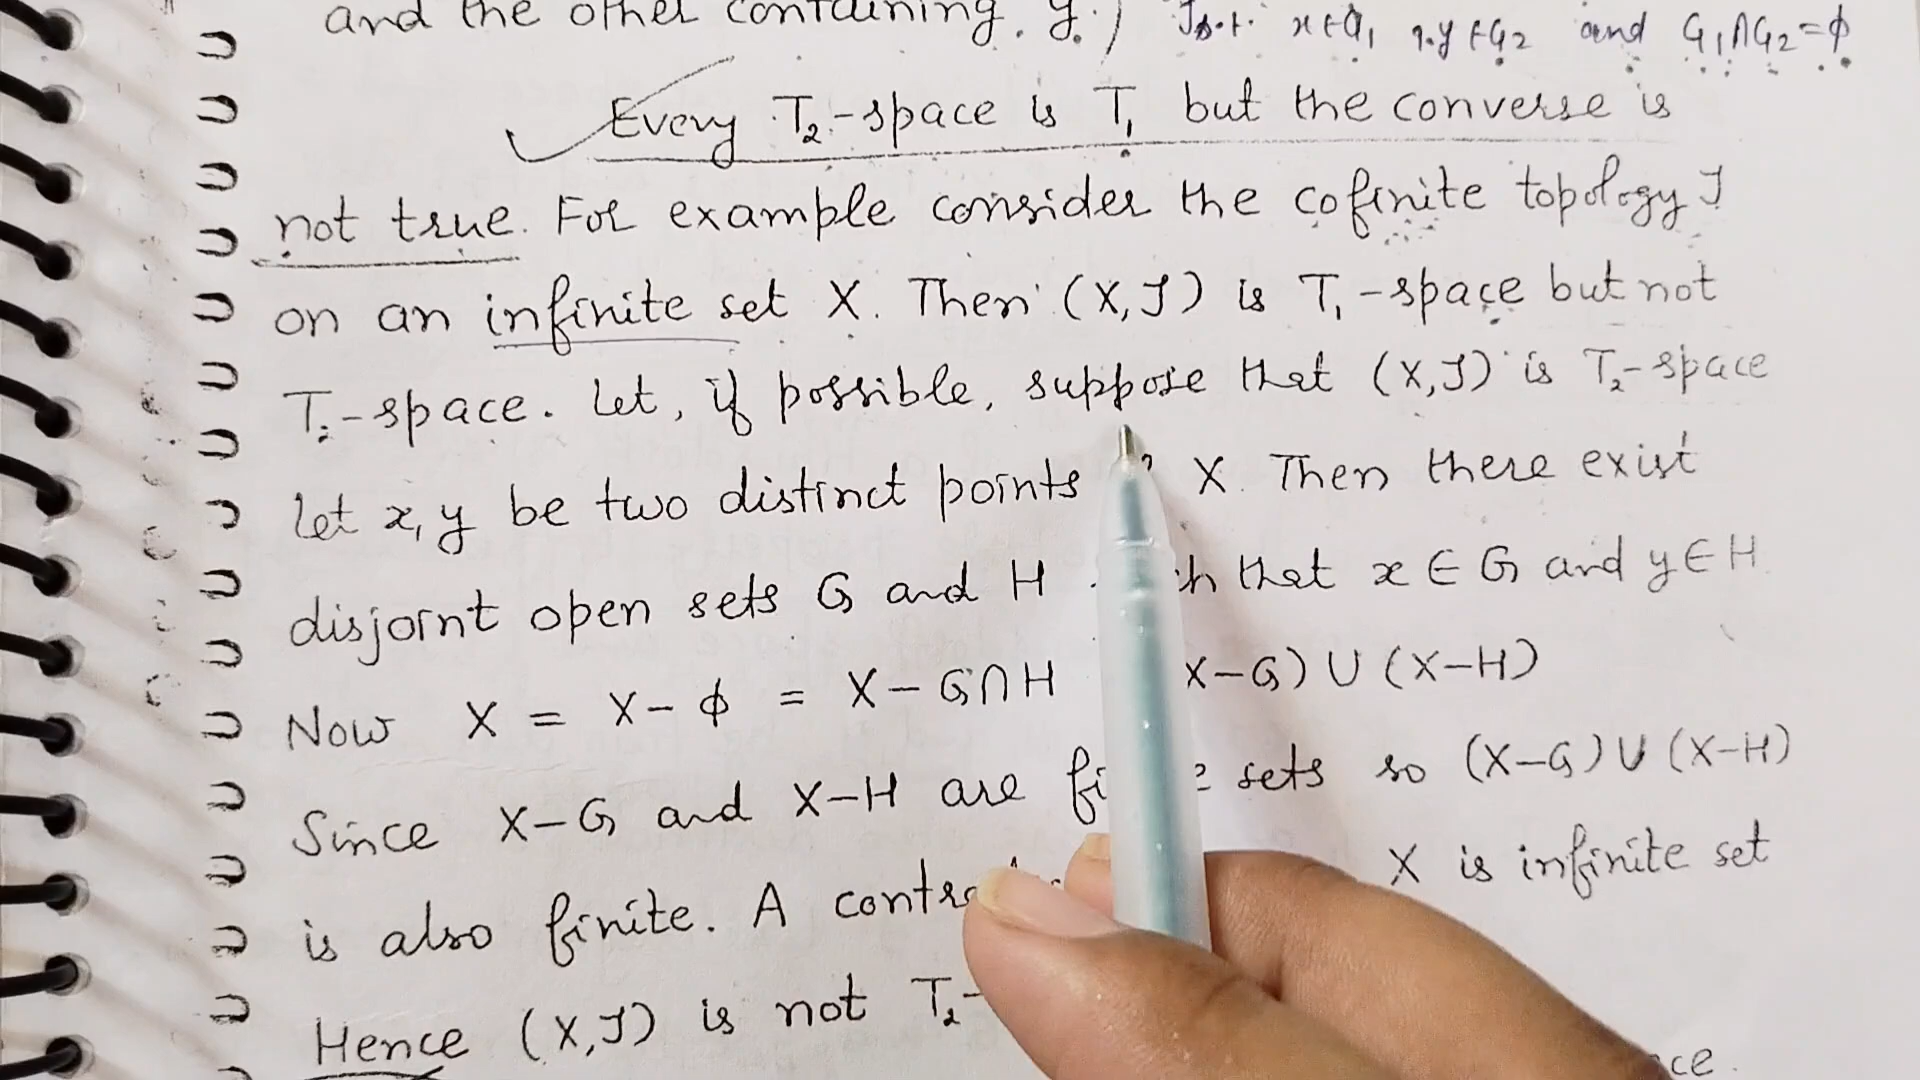 and the other containing y.) s.t. x∈G₁, y∈G₂ and G₁∩G₂=ϕ
Every T₂-space is T₁ but the converse is
not true. For example consider the cofinite topology J
on an infinite set X. Then (X,J) is T₁-space but not
T₂-space. Let, if possible, suppose that (X,J) is T₂-space
Let x,y be two distinct points X. Then there exist
disjoint open sets G and H that x∈G and y∈H
Now X = X-ϕ = X-G∩H X-G)∪(X-H)
Since X-G and X-H are sets so (X-G)∪(X-H)
is also finite. A X is infinite set
Hence (X,J) is not T₂-